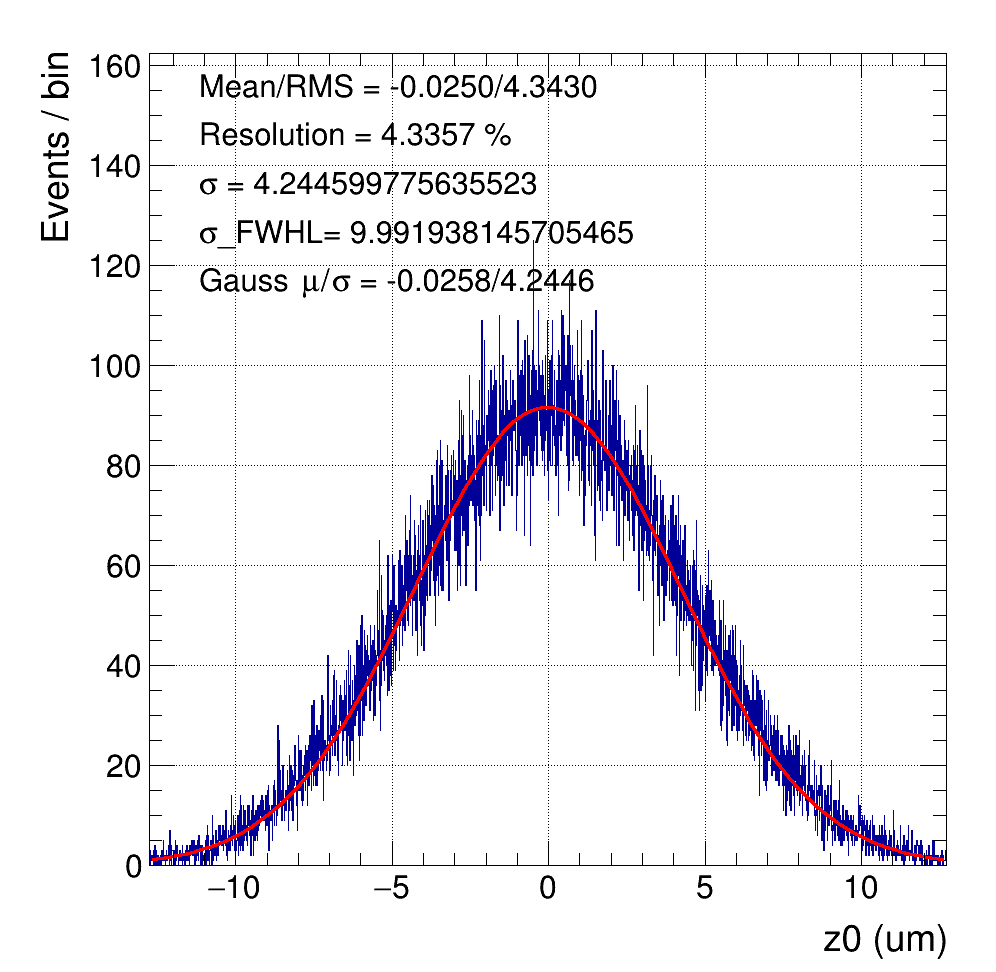 Events / bin
160
140
120
100
80
60
40
20
0
Mean/RMS = -0.0250/4.3430
Resolution = 4.3357 %
σ = 4.244599775635523
σ_FWHL= 9.991938145705465
Gauss μ/σ = -0.0258/4.2446
−10 −5 0 5 10
z0 (um)